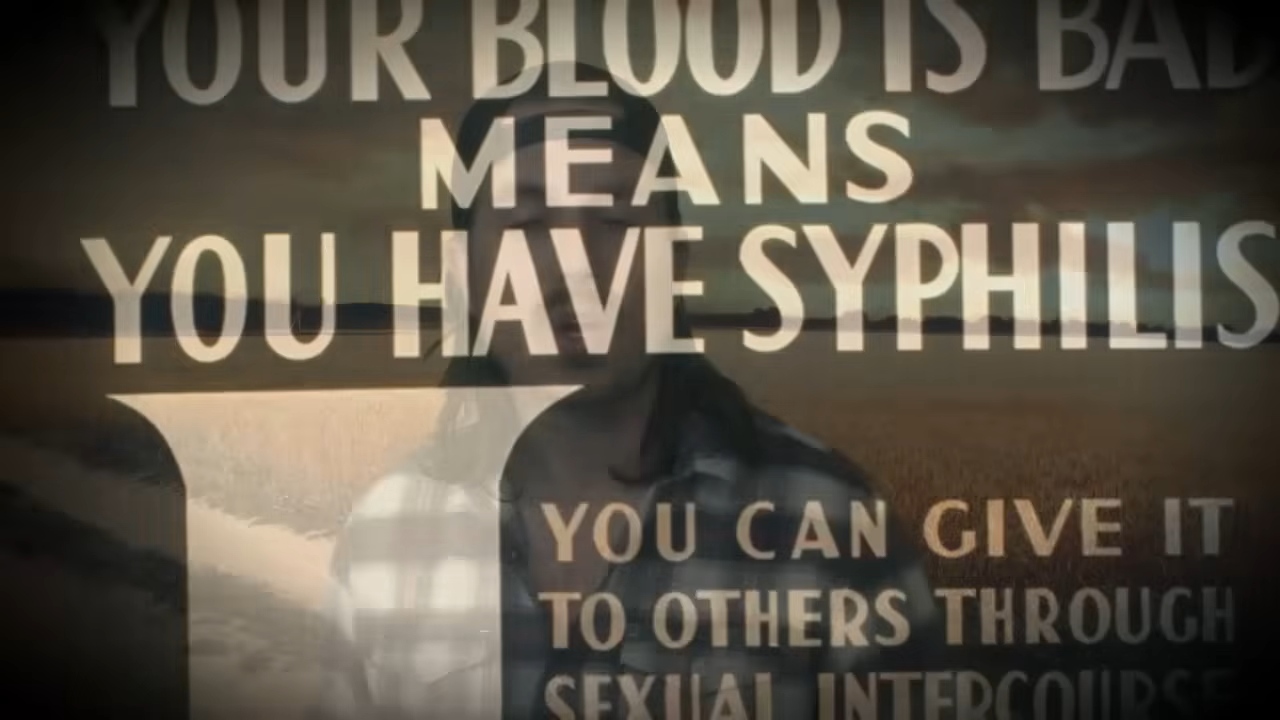 YOUR BLOOD IS BAD
MEANS
YOU HAVE SYPHILIS
YOU CAN GIVE IT
TO OTHERS THROUGH
SEXUAL INTERCOURSE